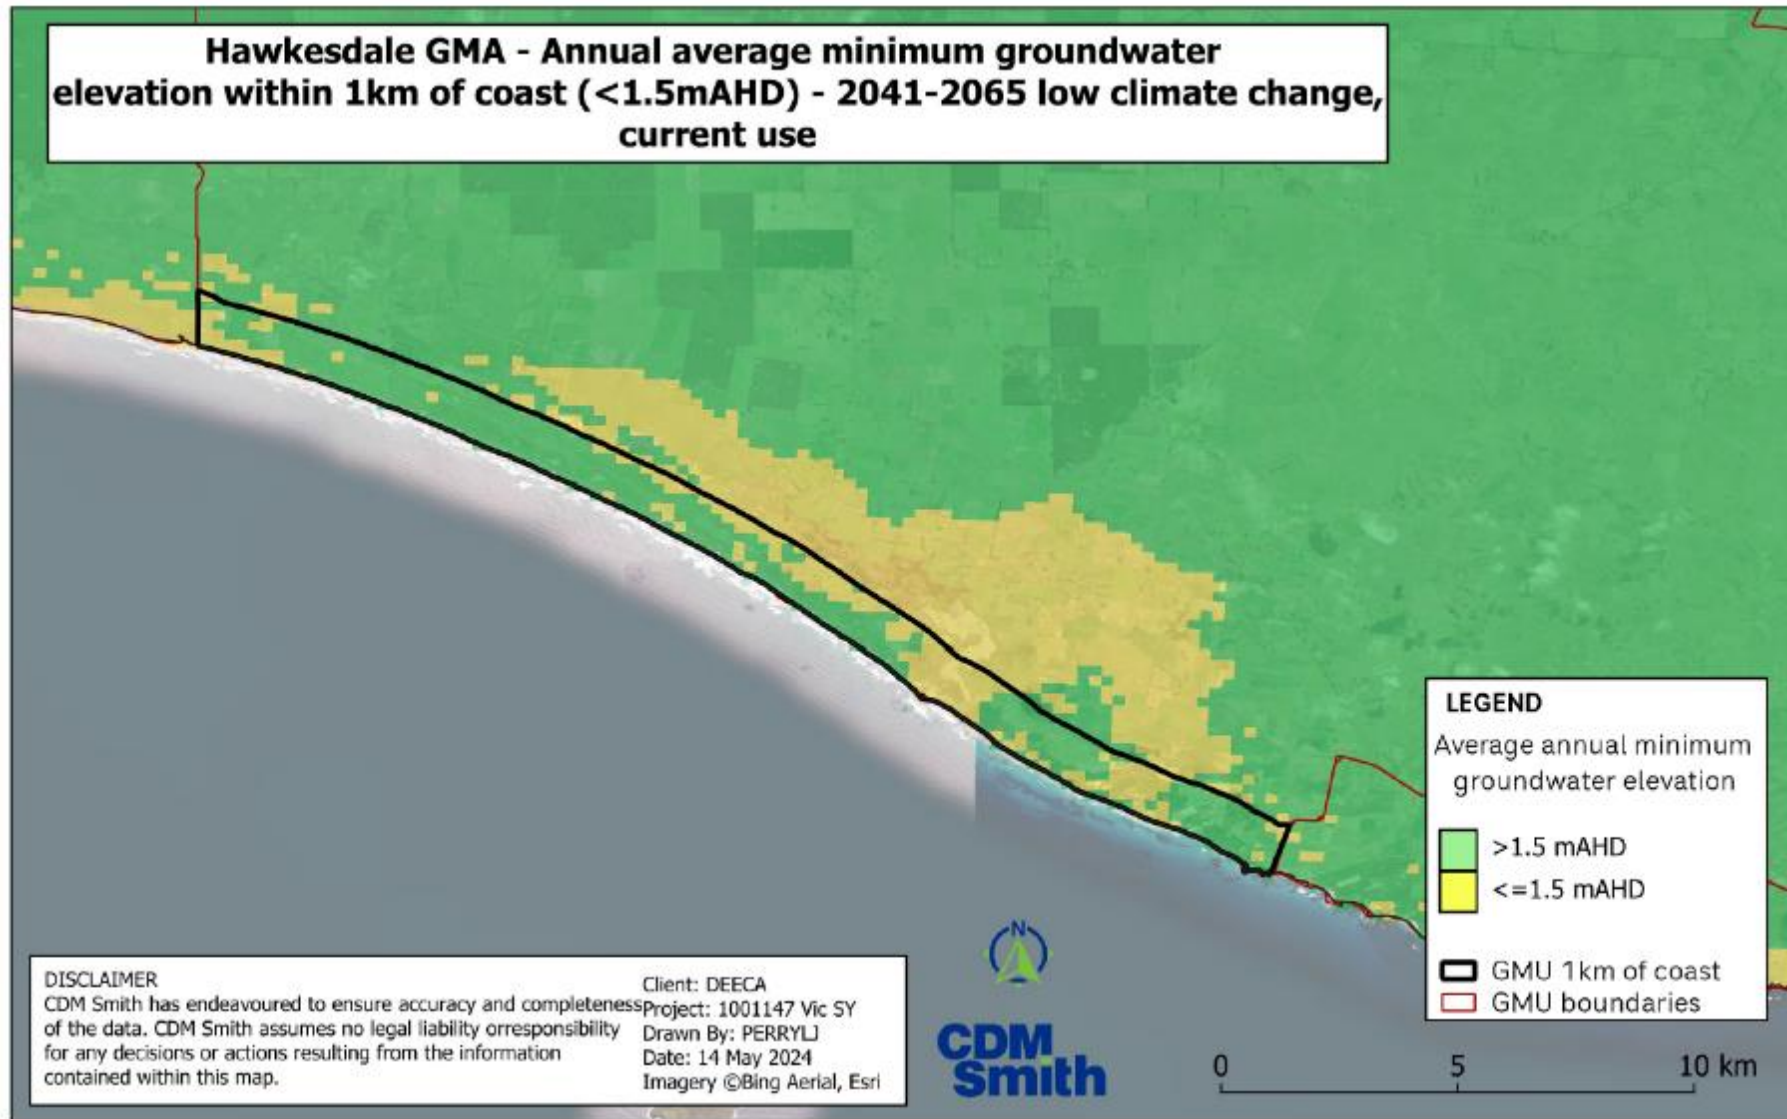 Hawkesdale GMA - Annual average minimum groundwater
elevation within 1km of coast (<1.5mAHD) - 2041-2065 low climate change,
current use
LEGEND
Average annual minimum
groundwater elevation
>1.5 mAHD
<=1.5 mAHD
GMU 1km of coast
GMU boundaries
DISCLAIMER
CDM Smith has endeavoured to ensure accuracy and completeness
of the data. CDM Smith assumes no legal liability orresponsibility
for any decisions or actions resulting from the information
contained within this map.
Client: DEECA
Project: 1001147 Vic SY
Drawn By: PERRYLJ
Date: 14 May 2024
Imagery ©Bing Aerial, Esri
N
CDM
Smith
0 5 10 km